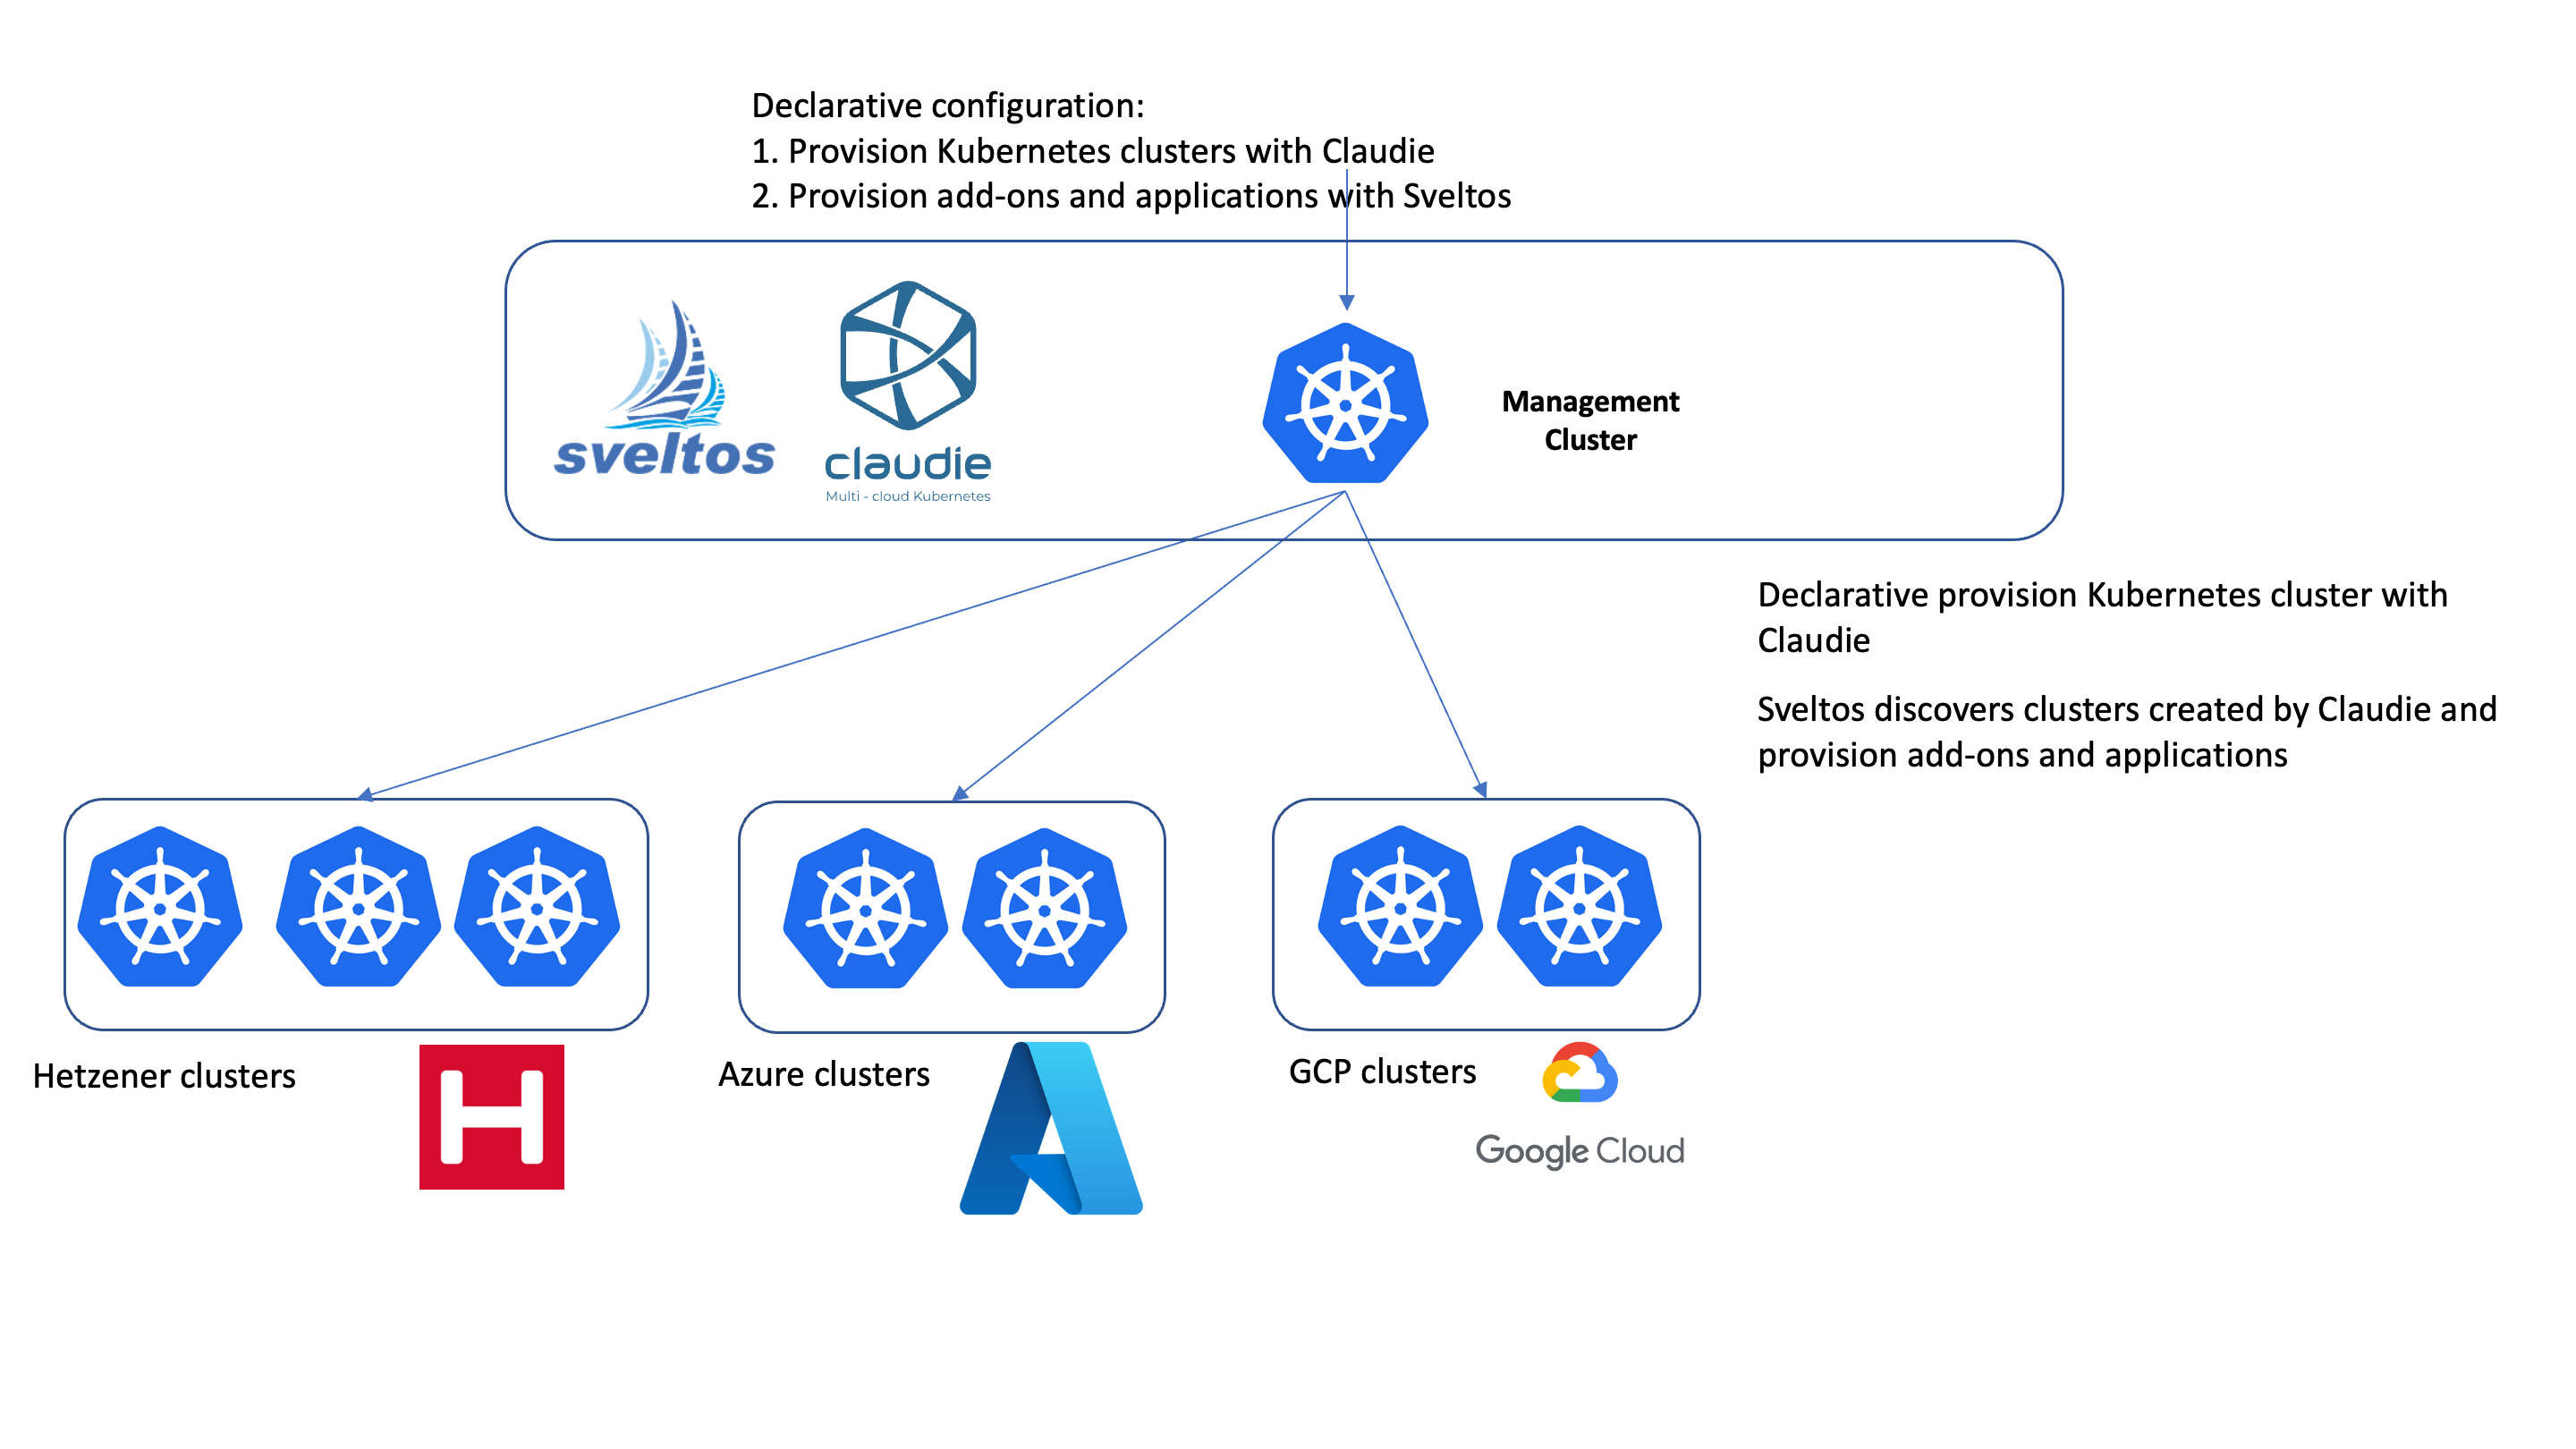 Declarative configuration:
1. Provision Kubernetes clusters with Claudie
2. Provision add-ons and applications with Sveltos
sveltos
claudie
Multi - cloud Kubernetes
Management
Cluster
Declarative provision Kubernetes cluster with
Claudie
Sveltos discovers clusters created by Claudie and
provision add-ons and applications
Hetzener clusters
H
Azure clusters
GCP clusters
Google Cloud